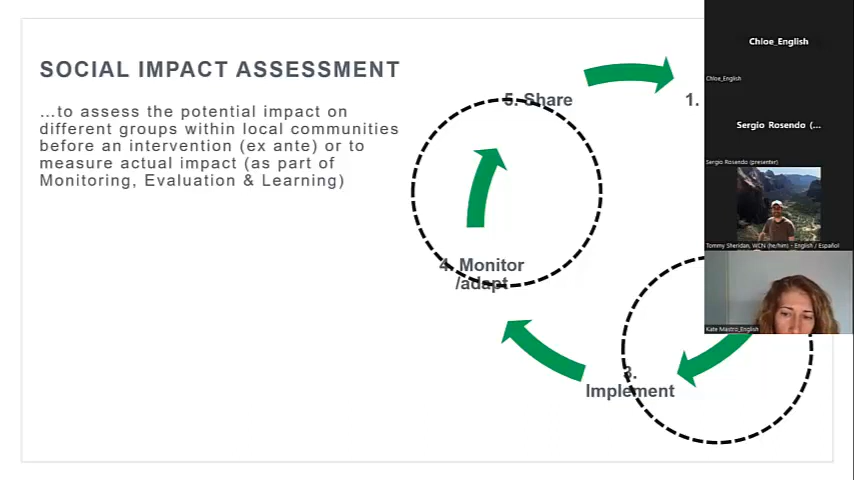 SOCIAL IMPACT ASSESSMENT
...to assess the potential impact on
different groups within local communities
before an intervention (ex ante) or to
measure actual impact (as part of
Monitoring, Evaluation & Learning)
5. Share
1.
4. Monitor
/adapt
3.
Implement
Chloe_English
Chloe_English
Sergio Rosendo (...
Sergio Rosendo (presenter)
Tommy Sheridan, WCN (he/him) - English / Español
Kate Mastro_English